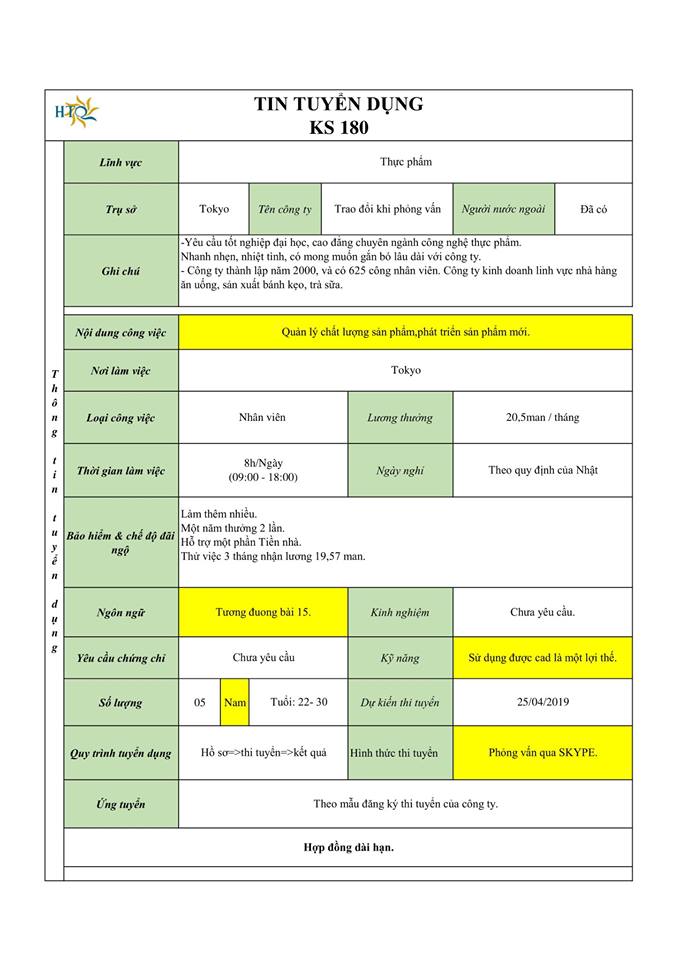 HTQ
TIN TUYỂN DỤNG
KS 180
Thông tin tuyển dụng
Lĩnh vực
Thực phẩm
Trụ sở
Tokyo
Tên công ty
Trao đổi khi phỏng vấn
Người nước ngoài
Đã có
Ghi chú
-Yêu cầu tốt nghiệp đại học, cao đẳng chuyên ngành công nghệ thực phẩm.
Nhanh nhẹn, nhiệt tình, có mong muốn gắn bó lâu dài với công ty.
- Công ty thành lập năm 2000, và có 625 công nhân viên. Công ty kinh doanh linh vực nhà hàng
ăn uống, sản xuất bánh kẹo, trà sữa.
Nội dung công việc
Quản lý chất lượng sản phẩm,phát triển sản phẩm mới.
Nơi làm việc
Tokyo
Loại công việc
Nhân viên
Lương thưởng
20,5man / tháng
Thời gian làm việc
8h/Ngày
(09:00 - 18:00)
Ngày nghỉ
Theo quy định của Nhật
Bảo hiểm & chế độ đãi
ngộ
Làm thêm nhiều.
Một năm thưởng 2 lần.
Hỗ trợ một phần Tiền nhà.
Thử việc 3 tháng nhận lương 19,57 man.
Ngôn ngữ
Tương đuong bài 15.
Kinh nghiệm
Chưa yêu cầu.
Yêu cầu chứng chỉ
Chưa yêu cầu
Kỹ năng
Sử dụng được cad là một lợi thế.
Số lượng
05
Nam
Tuổi: 22- 30
Dự kiến thi tuyển
25/04/2019
Quy trình tuyển dụng
Hồ sơ=>thi tuyển=>kết quả
Hình thức thi tuyển
Phỏng vấn qua SKYPE.
Ứng tuyển
Theo mẫu đăng ký thi tuyển của công ty.
Hợp đồng dài hạn.